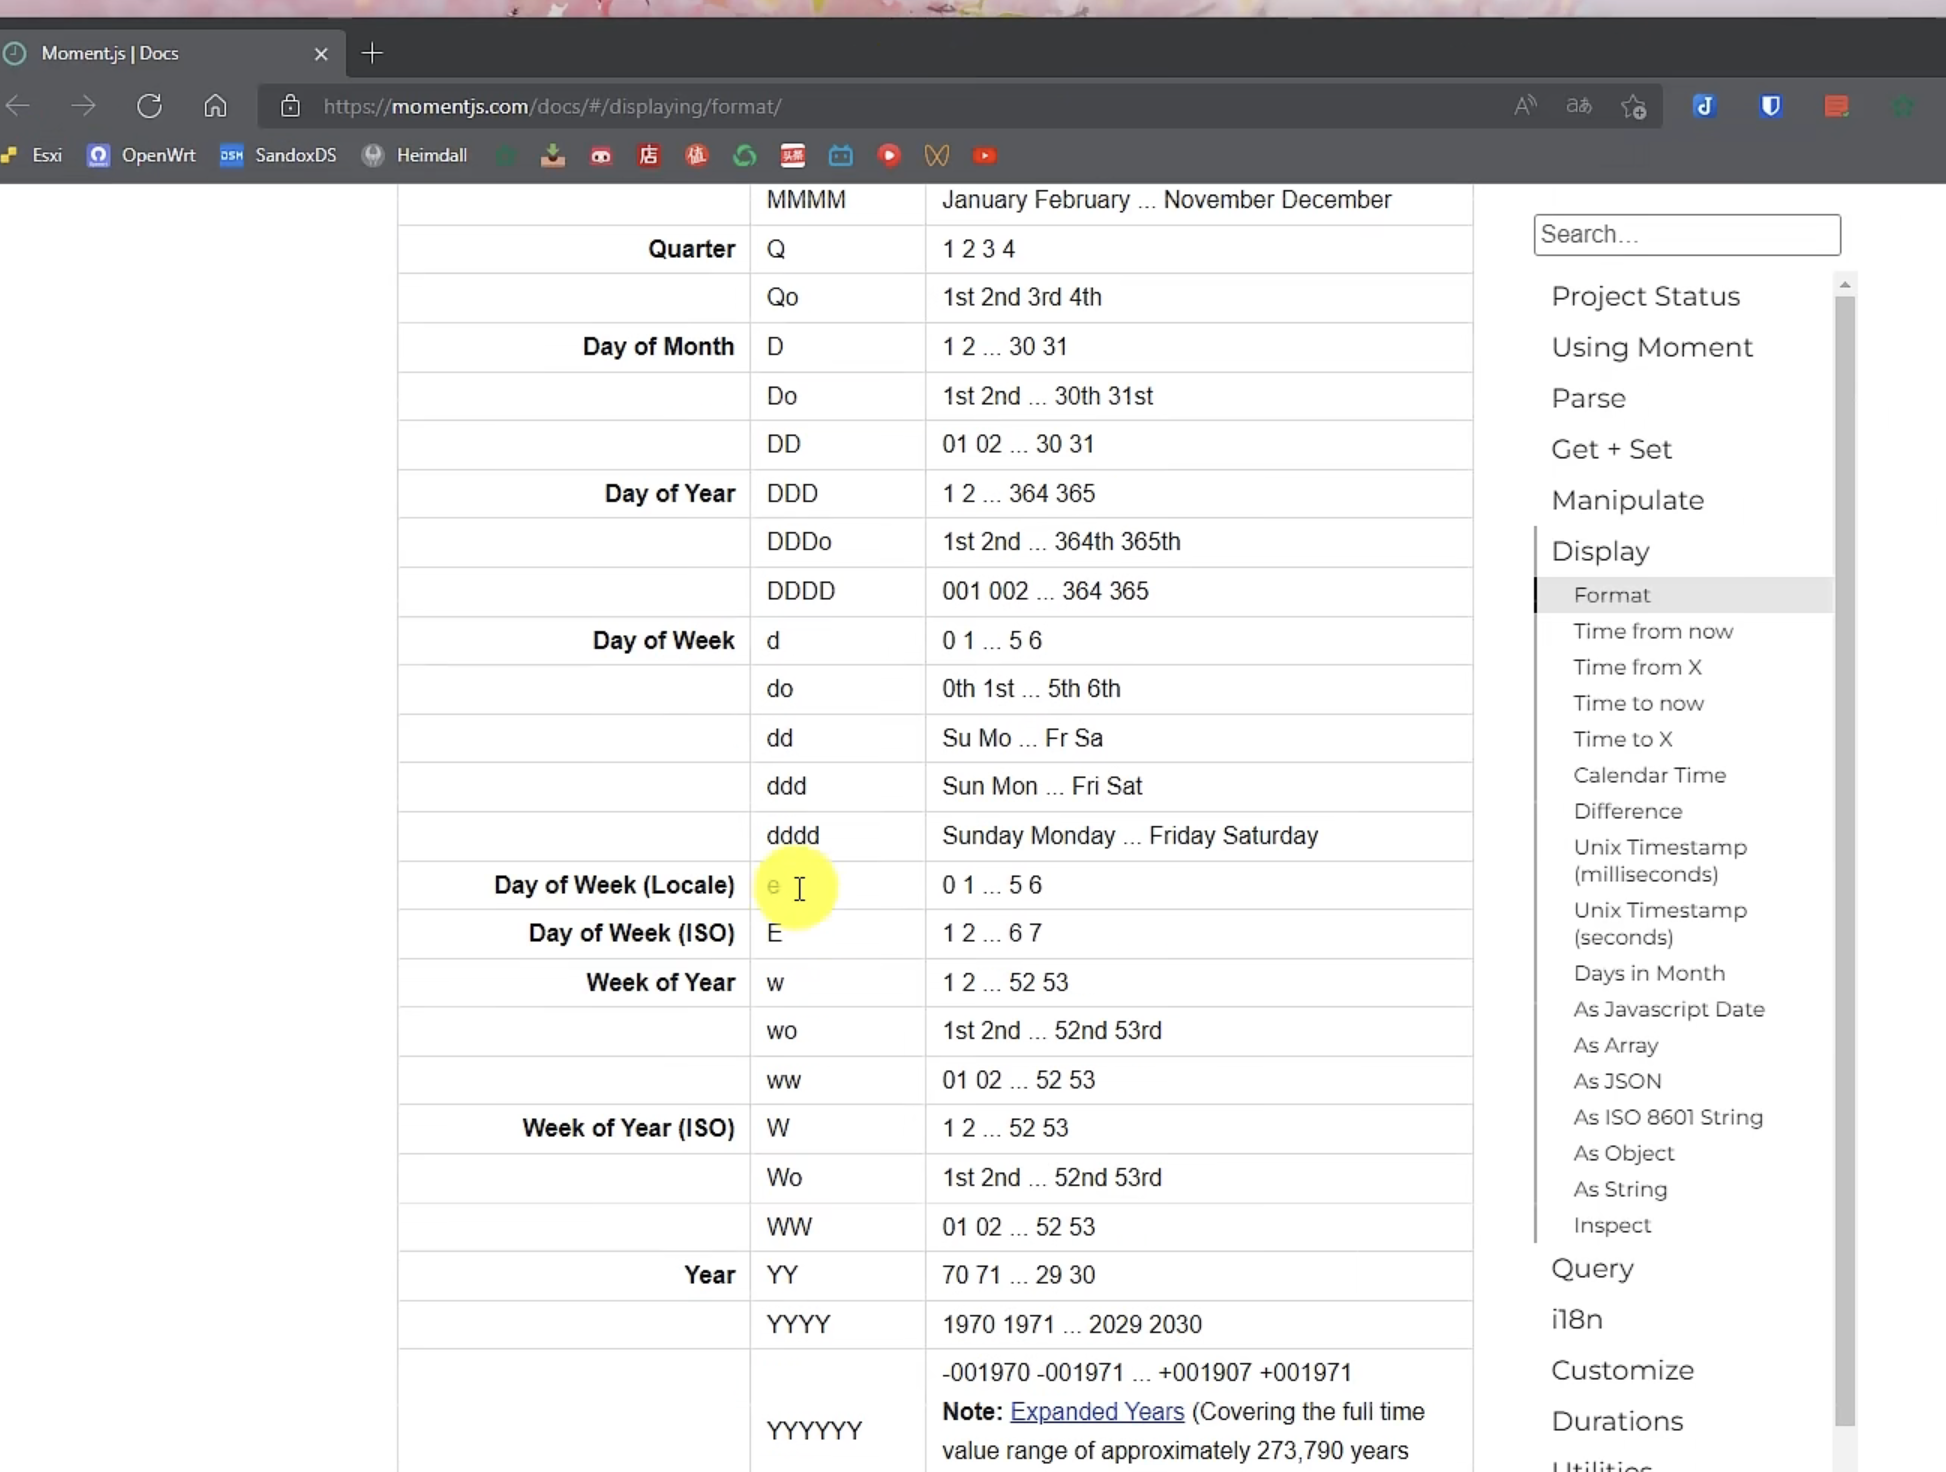 Moment.js | Docs
https://momentjs.com/docs/#/displaying/format/
Esxi OpenWrt DSM SandoxDS Heimdall 店 值 头条
MMMM January February ... November December
Quarter Q 1 2 3 4
Qo 1st 2nd 3rd 4th
Day of Month D 1 2 ... 30 31
Do 1st 2nd ... 30th 31st
DD 01 02 ... 30 31
Day of Year DDD 1 2 ... 364 365
DDDo 1st 2nd ... 364th 365th
DDDD 001 002 ... 364 365
Day of Week d 0 1 ... 5 6
do 0th 1st ... 5th 6th
dd Su Mo ... Fr Sa
ddd Sun Mon ... Fri Sat
dddd Sunday Monday ... Friday Saturday
Day of Week (Locale) e 0 1 ... 5 6
Day of Week (ISO) E 1 2 ... 6 7
Week of Year w 1 2 ... 52 53
wo 1st 2nd ... 52nd 53rd
ww 01 02 ... 52 53
Week of Year (ISO) W 1 2 ... 52 53
Wo 1st 2nd ... 52nd 53rd
WW 01 02 ... 52 53
Year YY 70 71 ... 29 30
YYYY 1970 1971 ... 2029 2030
YYYYYY -001970 -001971 ... +001907 +001971
Note: Expanded Years (Covering the full time
value range of approximately 273,790 years
Search...
Project Status
Using Moment
Parse
Get + Set
Manipulate
Display
Format
Time from now
Time from X
Time to now
Time to X
Calendar Time
Difference
Unix Timestamp
(milliseconds)
Unix Timestamp
(seconds)
Days in Month
As Javascript Date
As Array
As JSON
As ISO 8601 String
As Object
As String
Inspect
Query
i18n
Customize
Durations
Utilities